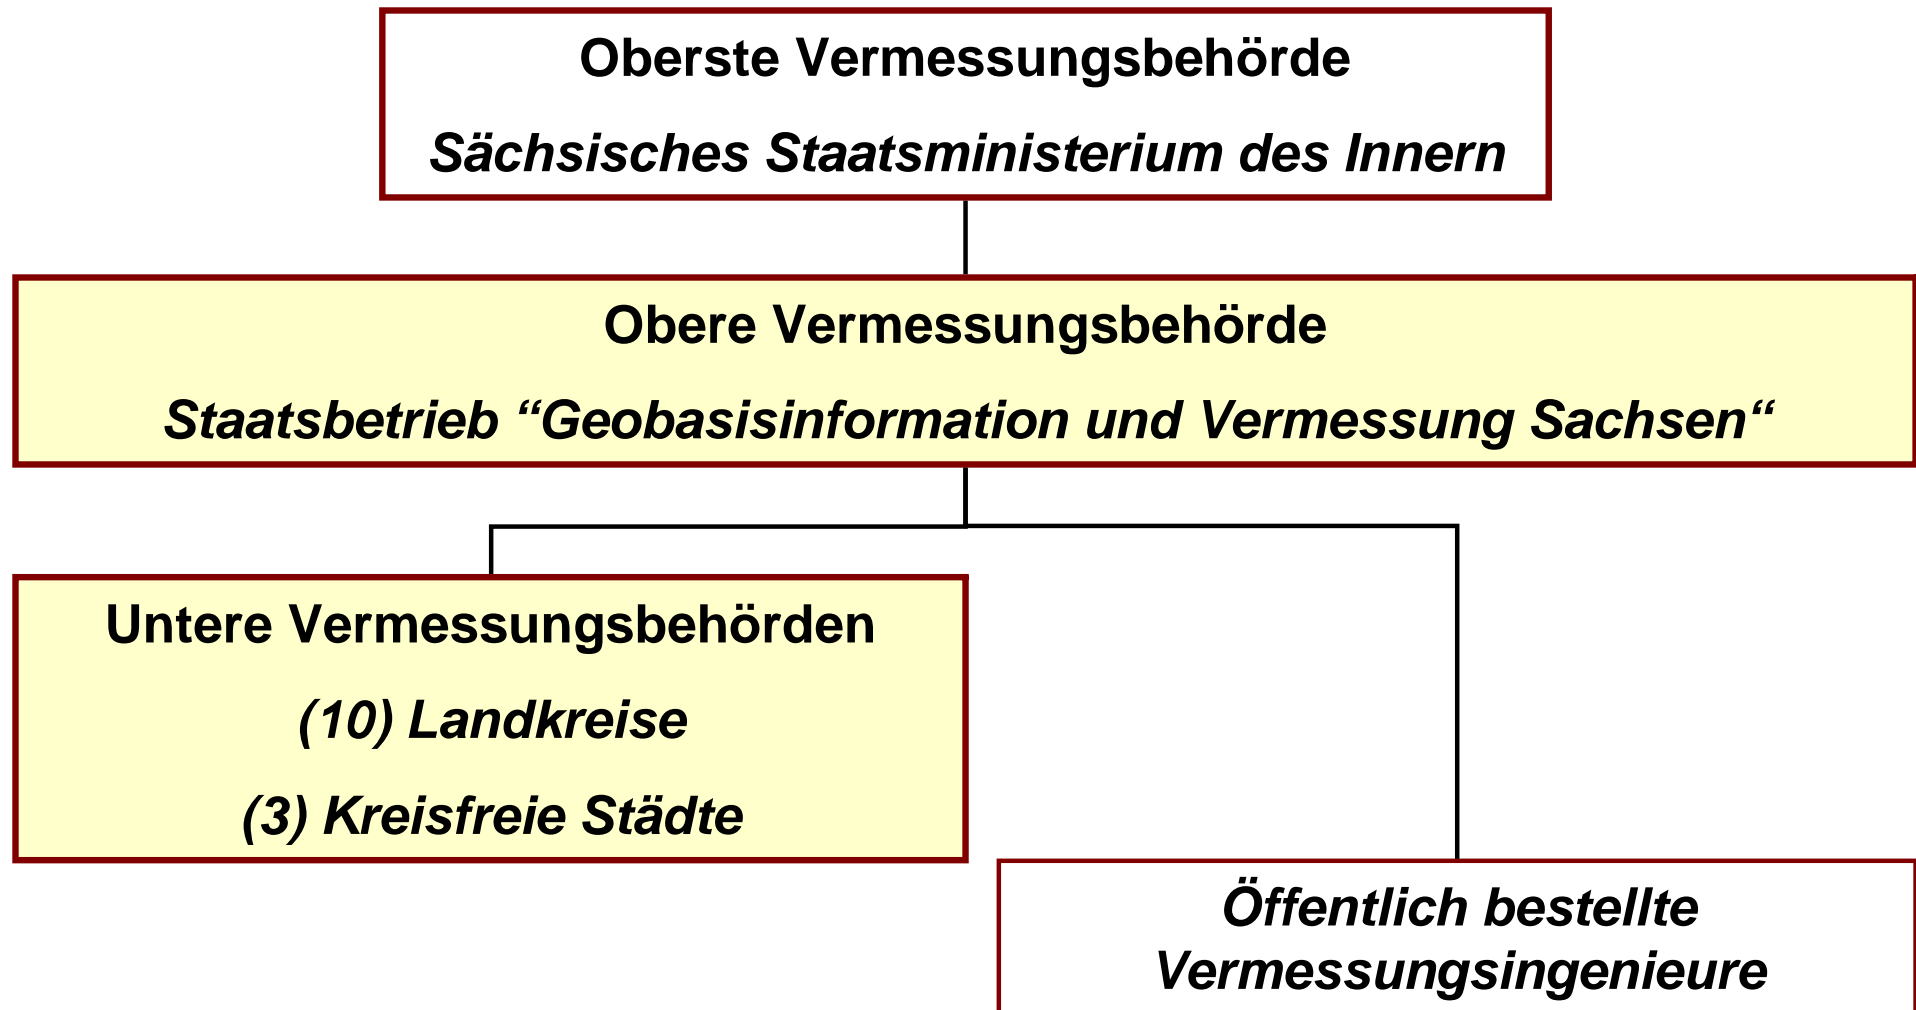 Oberste Vermessungsbehörde
Sächsisches Staatsministerium des Innern
Obere Vermessungsbehörde
Staatsbetrieb “Geobasisinformation und Vermessung Sachsen“
Untere Vermessungsbehörden
(10) Landkreise
(3) Kreisfreie Städte
Öffentlich bestellte
Vermessungsingenieure